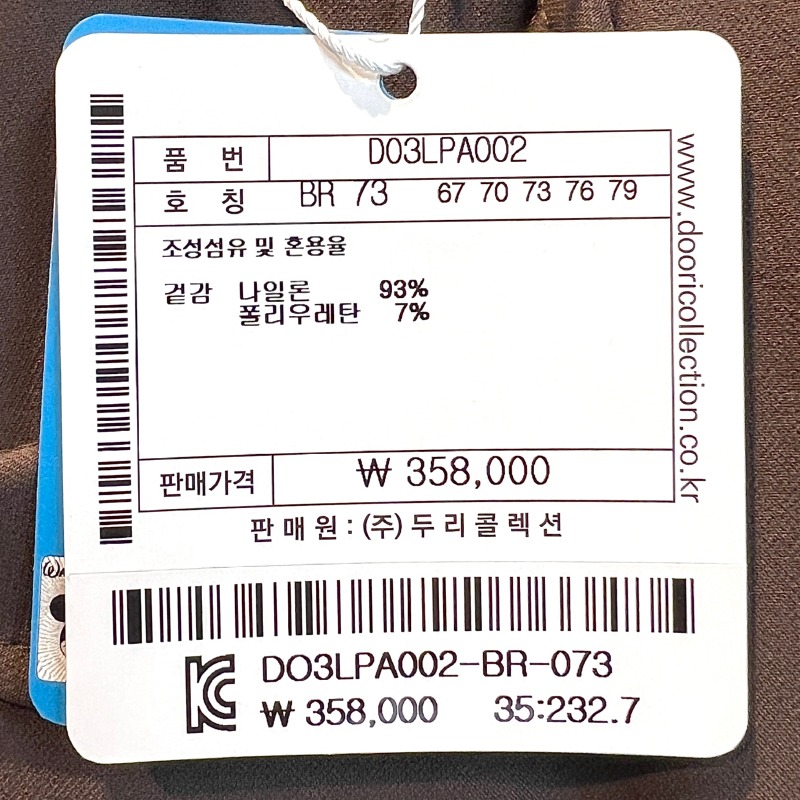 품 번 D03LPA002
호 칭 BR 73 67 70 73 76 79
조성섬유 및 혼용율
겉감 나일론 93%
폴리우레탄 7%
판매가격 ₩ 358,000
판매원 : (주)두리콜렉션
www.dooricollection.co.kr
DO3LPA002-BR-073
₩ 358,000 35:232.7